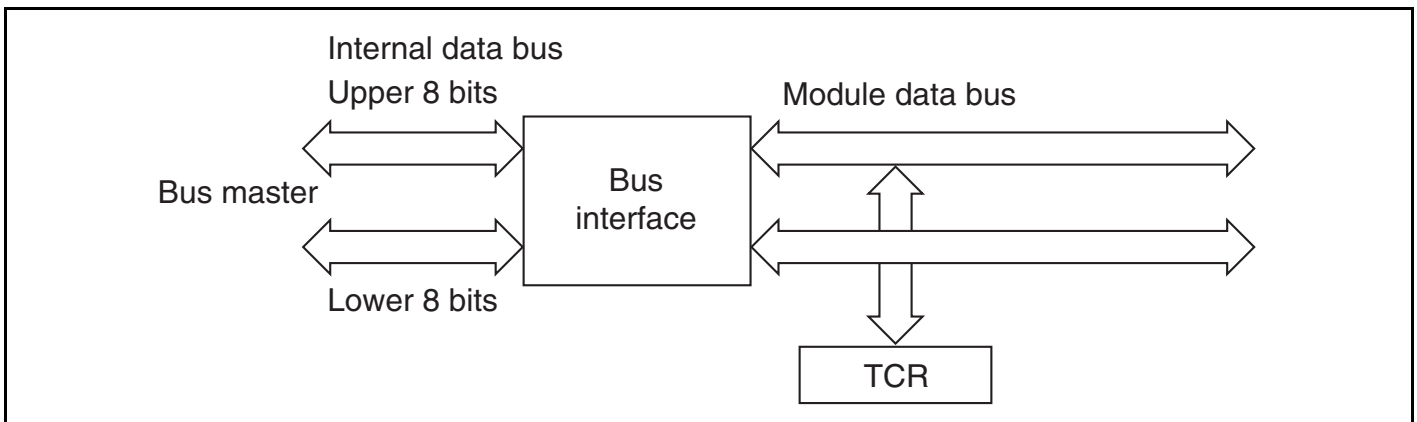 Internal data bus
Upper 8 bits
Module data bus
Bus master
Bus
interface
Lower 8 bits
TCR